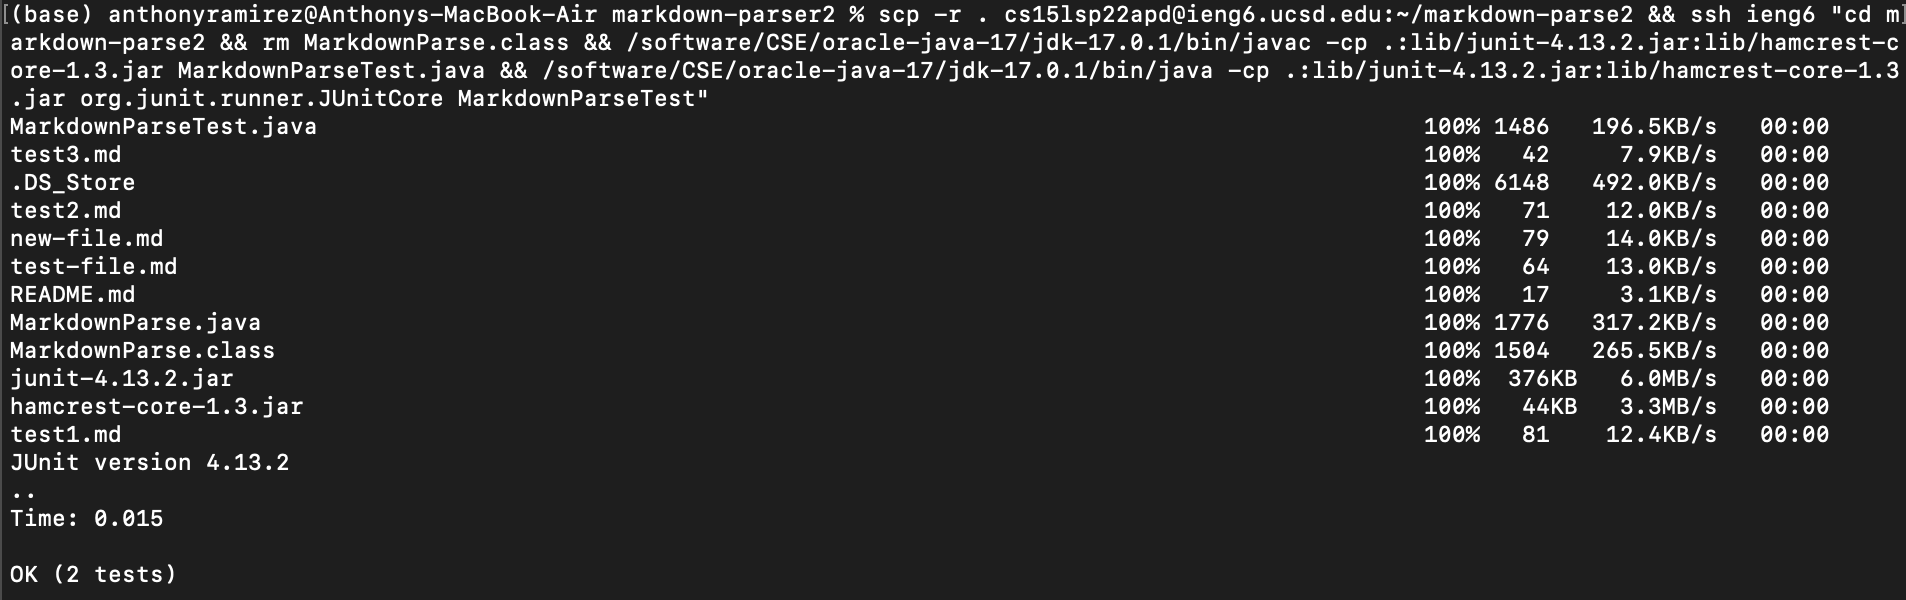 [(base) anthonyramirez@Anthonys-MacBook-Air markdown-parser2 % scp -r . cs15lsp22apd@ieng6.ucsd.edu:~/markdown-parse2 && ssh ieng6 "cd m]
arkdown-parse2 && rm MarkdownParse.class && /software/CSE/oracle-java-17/jdk-17.0.1/bin/javac -cp .:lib/junit-4.13.2.jar:lib/hamcrest-c
ore-1.3.jar MarkdownParseTest.java && /software/CSE/oracle-java-17/jdk-17.0.1/bin/java -cp .:lib/junit-4.13.2.jar:lib/hamcrest-core-1.3
.jar org.junit.runner.JUnitCore MarkdownParseTest"
MarkdownParseTest.java 100% 1486 196.5KB/s 00:00
test3.md 100% 42 7.9KB/s 00:00
.DS_Store 100% 6148 492.0KB/s 00:00
test2.md 100% 71 12.0KB/s 00:00
new-file.md 100% 79 14.0KB/s 00:00
test-file.md 100% 64 13.0KB/s 00:00
README.md 100% 17 3.1KB/s 00:00
MarkdownParse.java 100% 1776 317.2KB/s 00:00
MarkdownParse.class 100% 1504 265.5KB/s 00:00
junit-4.13.2.jar 100% 376KB 6.0MB/s 00:00
hamcrest-core-1.3.jar 100% 44KB 3.3MB/s 00:00
test1.md 100% 81 12.4KB/s 00:00
JUnit version 4.13.2
..
Time: 0.015
OK (2 tests)